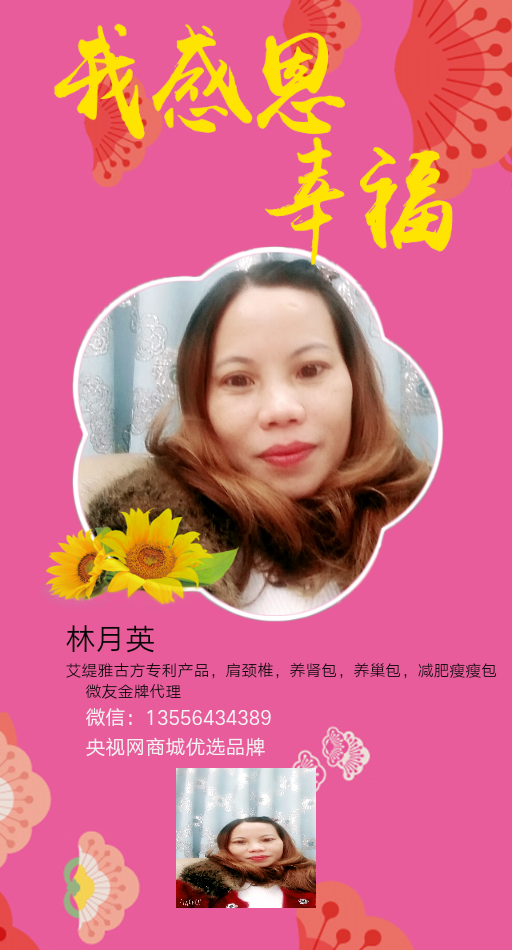 我感恩
幸福
林月英
艾缇雅古方专利产品，肩颈椎，养肾包，养巢包，减肥瘦瘦包
微友金牌代理
微信：13556434389
央视网商城优选品牌